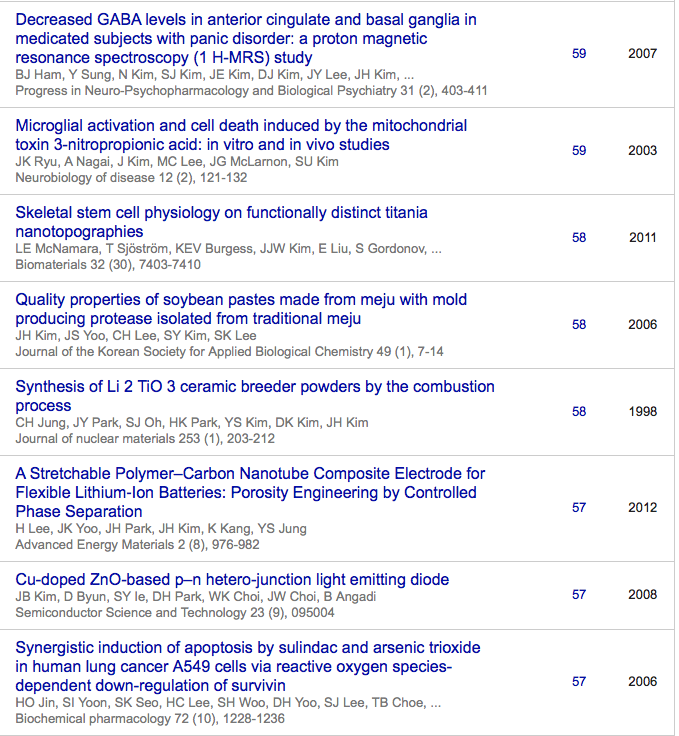 Decreased GABA levels in anterior cingulate and basal ganglia in
medicated subjects with panic disorder: a proton magnetic
resonance spectroscopy (1 H-MRS) study
59 2007
BJ Ham, Y Sung, N Kim, SJ Kim, JE Kim, DJ Kim, JY Lee, JH Kim, ...
Progress in Neuro-Psychopharmacology and Biological Psychiatry 31 (2), 403-411
Microglial activation and cell death induced by the mitochondrial
toxin 3-nitropropionic acid: in vitro and in vivo studies
59 2003
JK Ryu, A Nagai, J Kim, MC Lee, JG McLarnon, SU Kim
Neurobiology of disease 12 (2), 121-132
Skeletal stem cell physiology on functionally distinct titania
nanotopographies
58 2011
LE McNamara, T Sjöström, KEV Burgess, JJW Kim, E Liu, S Gordonov, ...
Biomaterials 32 (30), 7403-7410
Quality properties of soybean pastes made from meju with mold
producing protease isolated from traditional meju
58 2006
JH Kim, JS Yoo, CH Lee, SY Kim, SK Lee
Journal of the Korean Society for Applied Biological Chemistry 49 (1), 7-14
Synthesis of Li 2 TiO 3 ceramic breeder powders by the combustion
process
58 1998
CH Jung, JY Park, SJ Oh, HK Park, YS Kim, DK Kim, JH Kim
Journal of nuclear materials 253 (1), 203-212
A Stretchable Polymer–Carbon Nanotube Composite Electrode for
Flexible Lithium-Ion Batteries: Porosity Engineering by Controlled
Phase Separation
57 2012
H Lee, JK Yoo, JH Park, JH Kim, K Kang, YS Jung
Advanced Energy Materials 2 (8), 976-982
Cu-doped ZnO-based p–n hetero-junction light emitting diode
57 2008
JB Kim, D Byun, SY Ie, DH Park, WK Choi, JW Choi, B Angadi
Semiconductor Science and Technology 23 (9), 095004
Synergistic induction of apoptosis by sulindac and arsenic trioxide
in human lung cancer A549 cells via reactive oxygen species-
dependent down-regulation of survivin
57 2006
HO Jin, SI Yoon, SK Seo, HC Lee, SH Woo, DH Yoo, SJ Lee, TB Choe, ...
Biochemical pharmacology 72 (10), 1228-1236